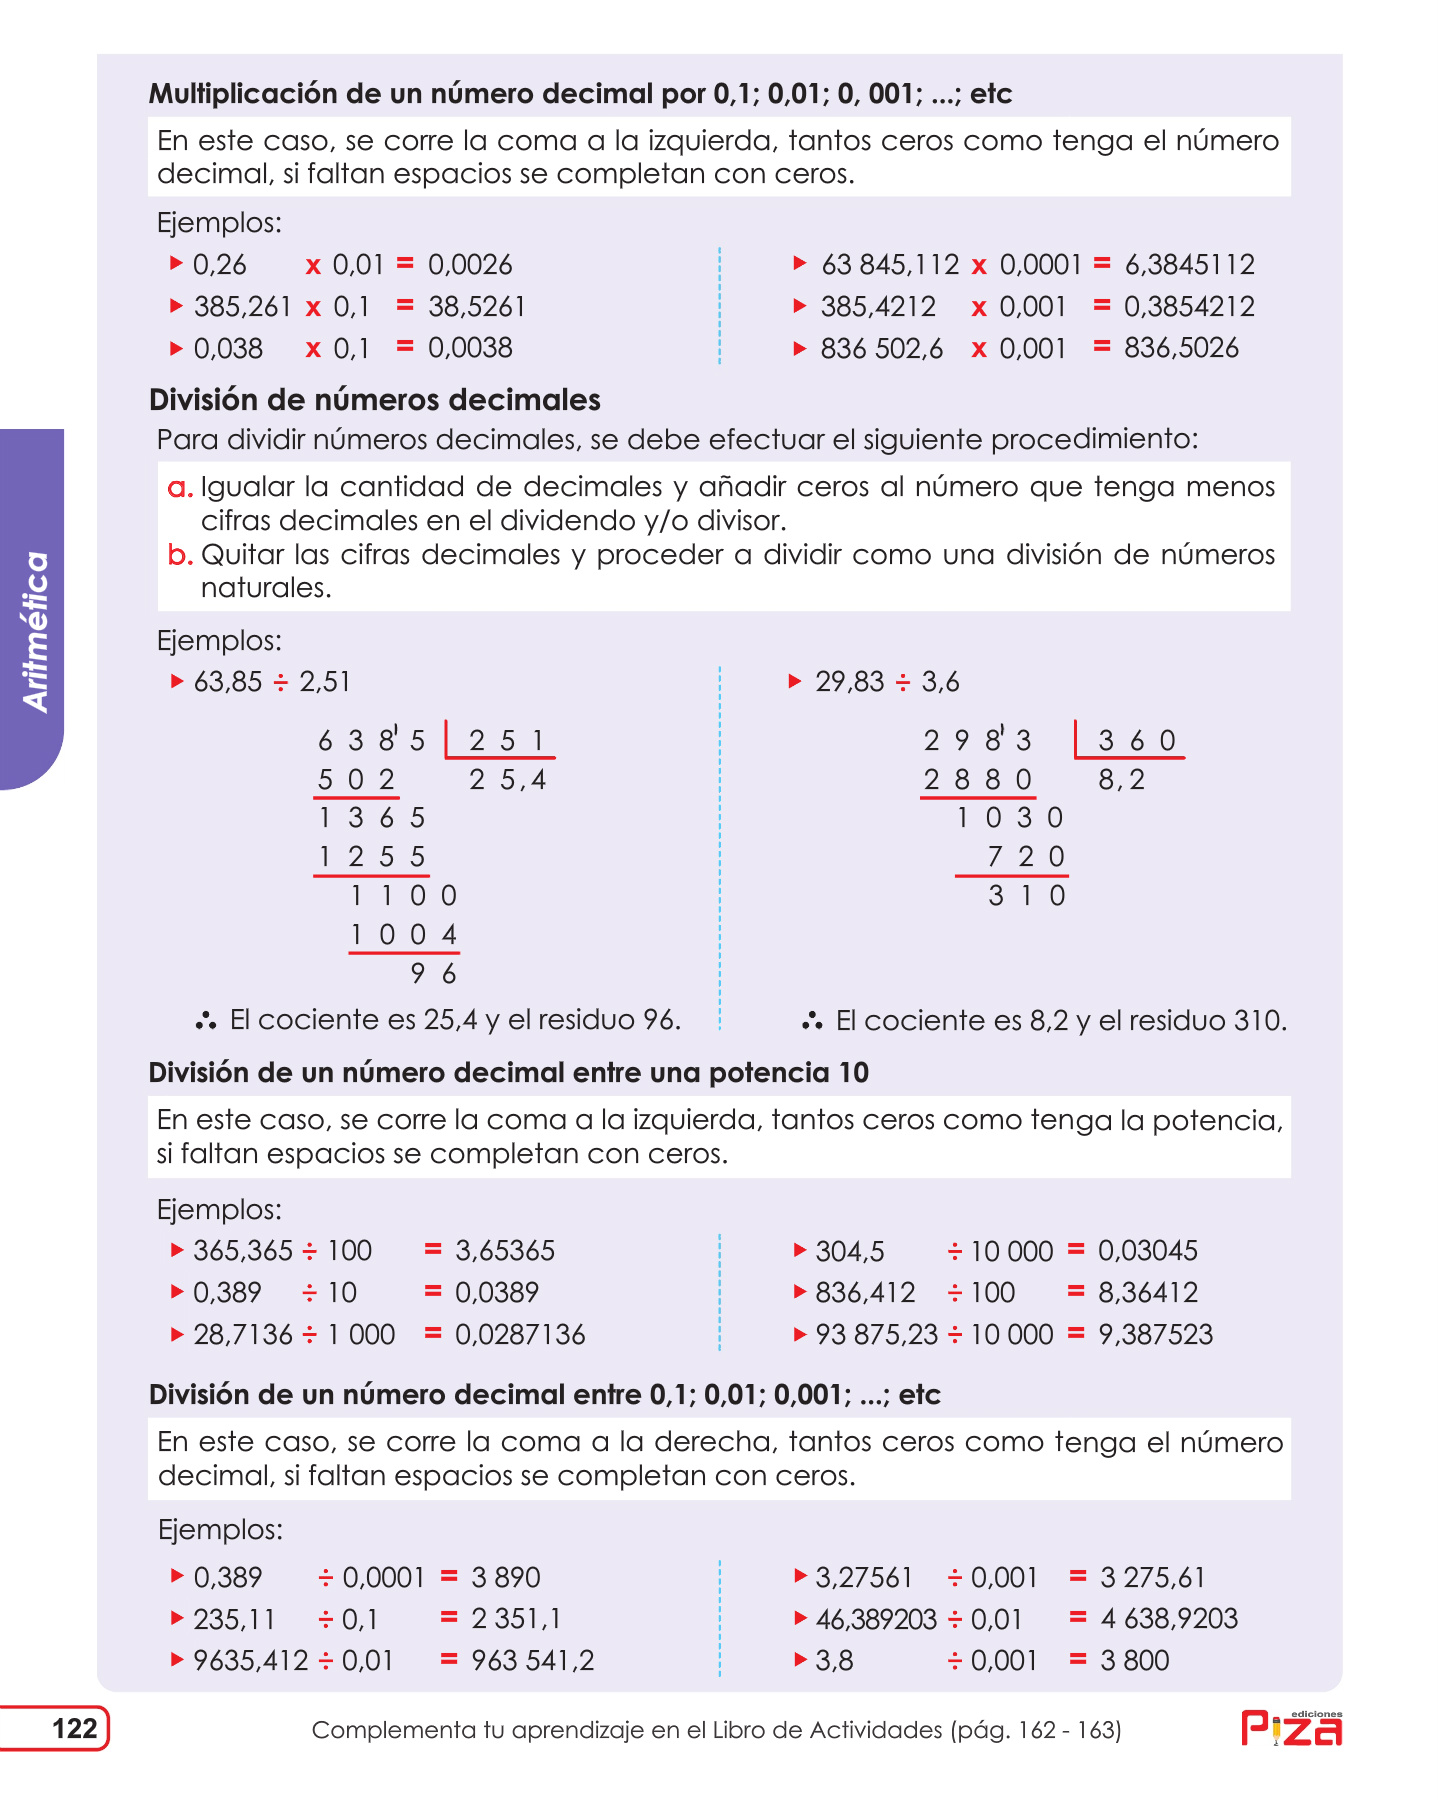 Multiplicación de un número decimal por 0,1; 0,01; 0, 001; ...; etc
En este caso, se corre la coma a la izquierda, tantos ceros como tenga el número
decimal, si faltan espacios se completan con ceros.
Ejemplos:
0,26 x 0,01 = 0,0026
385,261 x 0,1 = 38,5261
0,038 x 0,1 = 0,0038
63 845,112 x 0,0001 = 6,3845112
385,4212 x 0,001 = 0,3854212
836 502,6 x 0,001 = 836,5026
División de números decimales
Para dividir números decimales, se debe efectuar el siguiente procedimiento:
a. Igualar la cantidad de decimales y añadir ceros al número que tenga menos
cifras decimales en el dividendo y/o divisor.
b. Quitar las cifras decimales y proceder a dividir como una división de números
naturales.
Ejemplos:
63,85 ÷ 2,51
6 3 8' 5 2 5 1
5 0 2 2 5,4
1 3 6 5
1 2 5 5
1 1 0 0
1 0 0 4
9 6
∴ El cociente es 25,4 y el residuo 96.
29,83 ÷ 3,6
2 9 8' 3 3 6 0
2 8 8 0 8,2
1 0 3 0
7 2 0
3 1 0
∴ El cociente es 8,2 y el residuo 310.
División de un número decimal entre una potencia 10
En este caso, se corre la coma a la izquierda, tantos ceros como tenga la potencia,
si faltan espacios se completan con ceros.
Ejemplos:
365,365 ÷ 100 = 3,65365
0,389 ÷ 10 = 0,0389
28,7136 ÷ 1 000 = 0,0287136
304,5 ÷ 10 000 = 0,03045
836,412 ÷ 100 = 8,36412
93 875,23 ÷ 10 000 = 9,387523
División de un número decimal entre 0,1; 0,01; 0,001; ...; etc
En este caso, se corre la coma a la derecha, tantos ceros como tenga el número
decimal, si faltan espacios se completan con ceros.
Ejemplos:
0,389 ÷ 0,0001 = 3 890
235,11 ÷ 0,1 = 2 351,1
9635,412 ÷ 0,01 = 963 541,2
3,27561 ÷ 0,001 = 3 275,61
46,389203 ÷ 0,01 = 4 638,9203
3,8 ÷ 0,001 = 3 800
Aritmética
122
Complementa tu aprendizaje en el Libro de Actividades (pág. 162 - 163)
ediciones
Piza